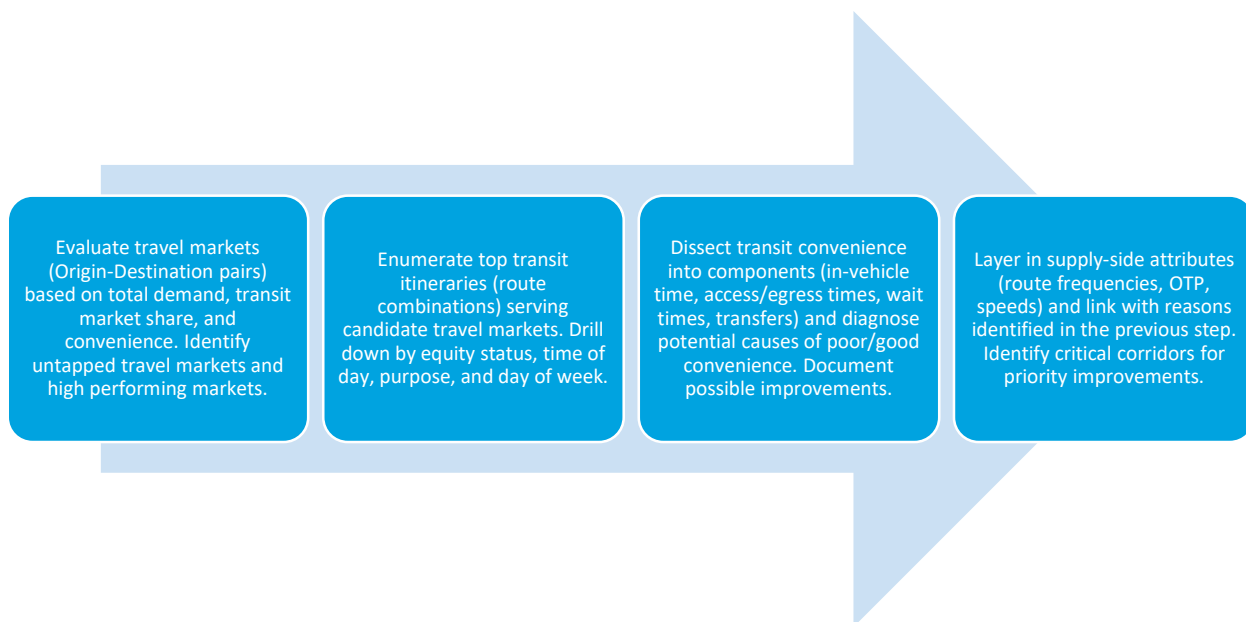 Evaluate travel markets
(Origin-Destination pairs)
based on total demand, transit
market share, and
convenience. Identify
untapped travel markets and
high performing markets.
Enumerate top transit
itineraries (route
combinations) serving
candidate travel markets. Drill
down by equity status, time of
day, purpose, and day of week.
Dissect transit convenience
into components (in-vehicle
time, access/egress times, wait
times, transfers) and diagnose
potential causes of poor/good
convenience. Document
possible improvements.
Layer in supply-side attributes
(route frequencies, OTP,
speeds) and link with reasons
identified in the previous step.
Identify critical corridors for
priority improvements.